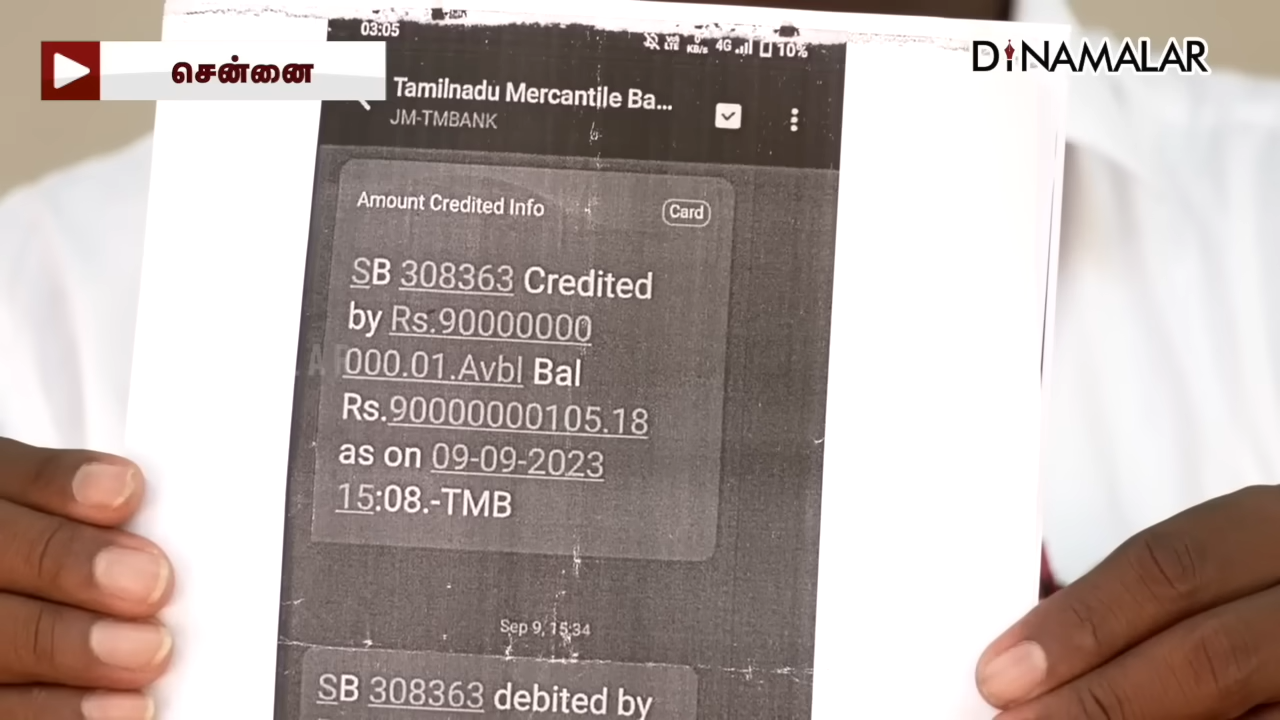 சென்னை
DINAMALAR
03:05
4G 10%
Tamilnadu Mercantile Ba...
JM-TMBANK
Amount Credited Info
Card
SB 308363 Credited
by Rs.90000000
000.01.Avbl Bal
Rs.90000000105.18
as on 09-09-2023
15:08.-TMB
Sep 9, 15:34
SB 308363 debited by